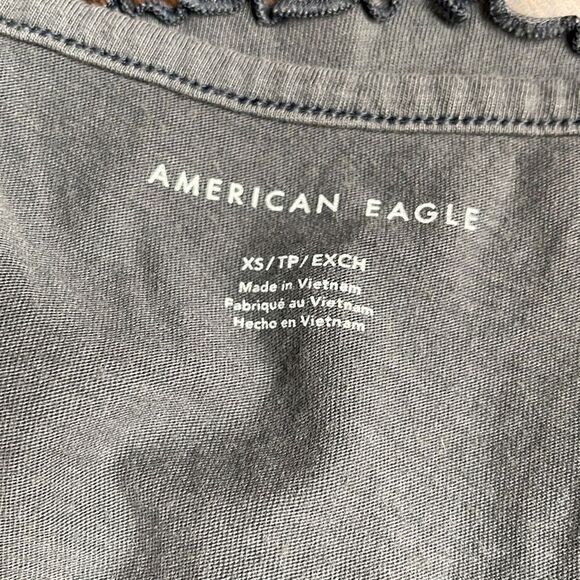 AMERICAN EAGLE
XS/TP/EXCH
Made in Vietnam
Fabriqué au Vietnam
Hecho en Vietnam